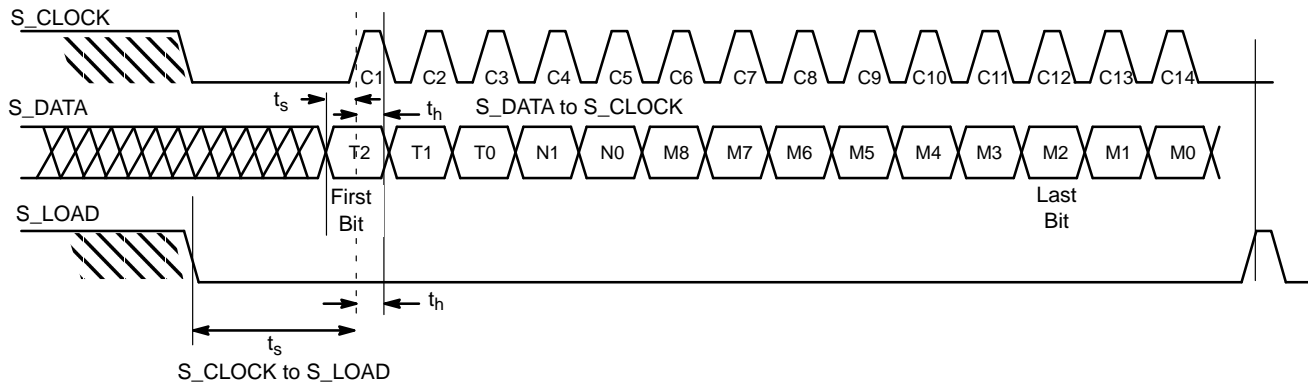 S_CLOCK
C1 C2 C3 C4 C5 C6 C7 C8 C9 C10 C11 C12 C13 C14
ts
S_DATA
th
S_DATA to S_CLOCK
T2 T1 T0 N1 N0 M8 M7 M6 M5 M4 M3 M2 M1 M0
First
Bit
Last
Bit
S_LOAD
th
ts
S_CLOCK to S_LOAD